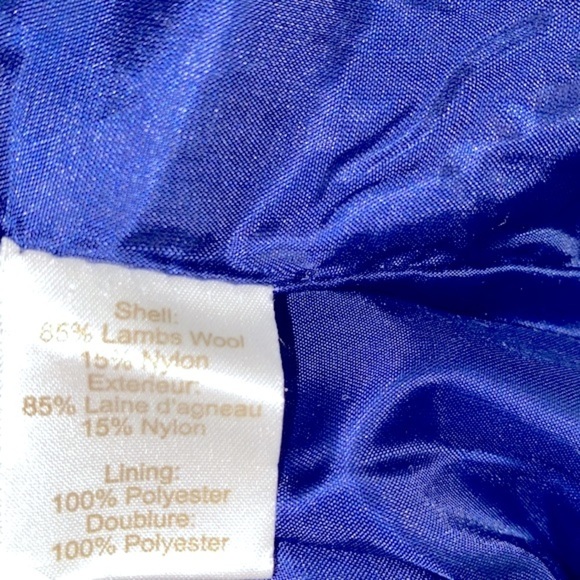 Shell:
85% Lambs Wool
15% Nylon
Exterieur:
85% Laine d'agneau
15% Nylon
Lining:
100% Polyester
Doublure:
100% Polyester